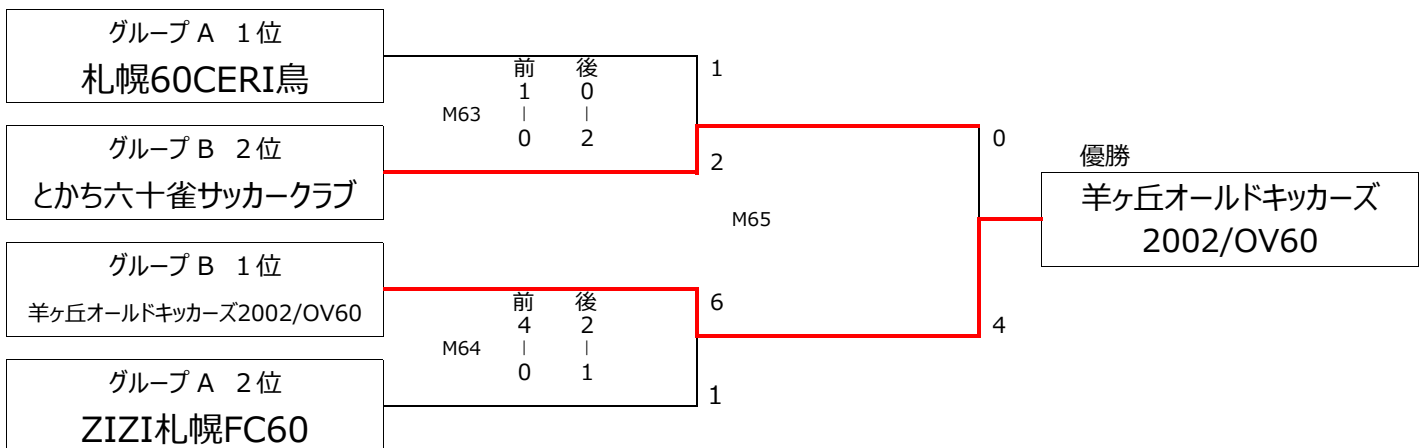 グループ A 1位
札幌60CERI鳥
グループ B 2位
とかち六十雀サッカークラブ
グループ B 1位
羊ヶ丘オールドキッカーズ2002/OV60
グループ A 2位
ZIZI札幌FC60
M63
前 後
1 0
| |
0 2
1
2
M64
前 後
4 2
| |
0 1
6
1
M65
0
4
優勝
羊ヶ丘オールドキッカーズ
2002/OV60